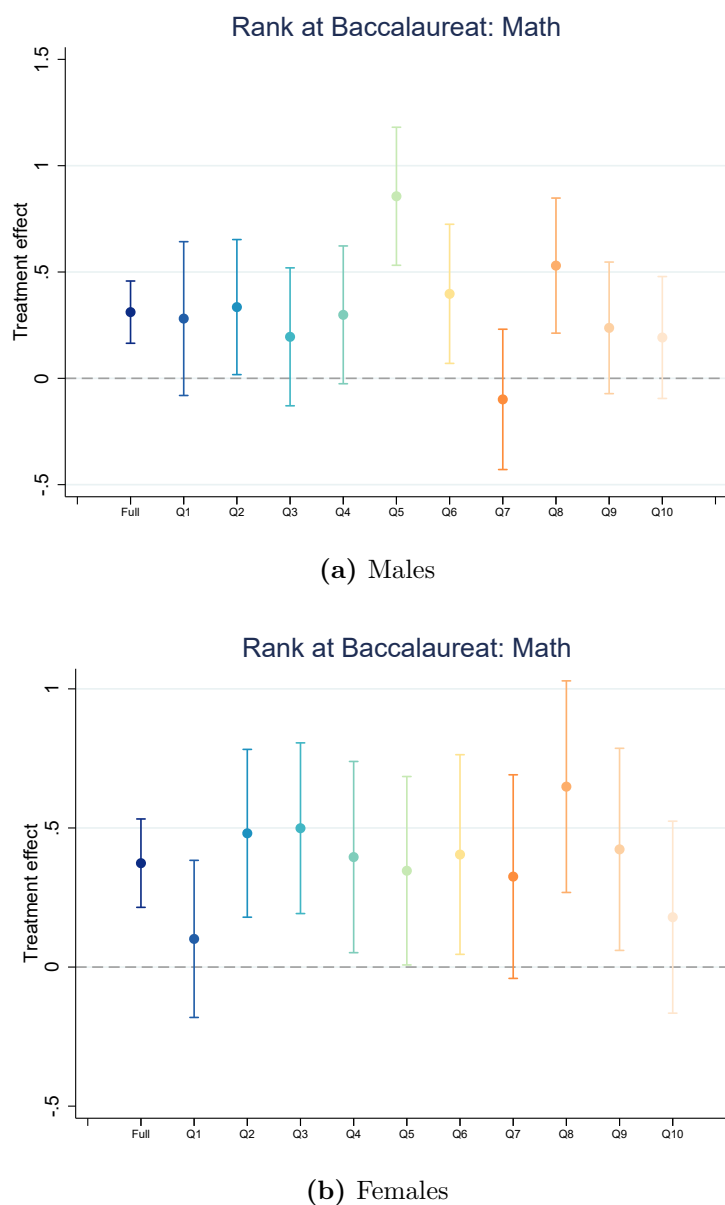 Rank at Baccalaureat: Math
Treatment effect
1.5
1
.5
0
-.5
Full Q1 Q2 Q3 Q4 Q5 Q6 Q7 Q8 Q9 Q10
(a) Males
Rank at Baccalaureat: Math
Treatment effect
1
.5
0
-.5
Full Q1 Q2 Q3 Q4 Q5 Q6 Q7 Q8 Q9 Q10
(b) Females